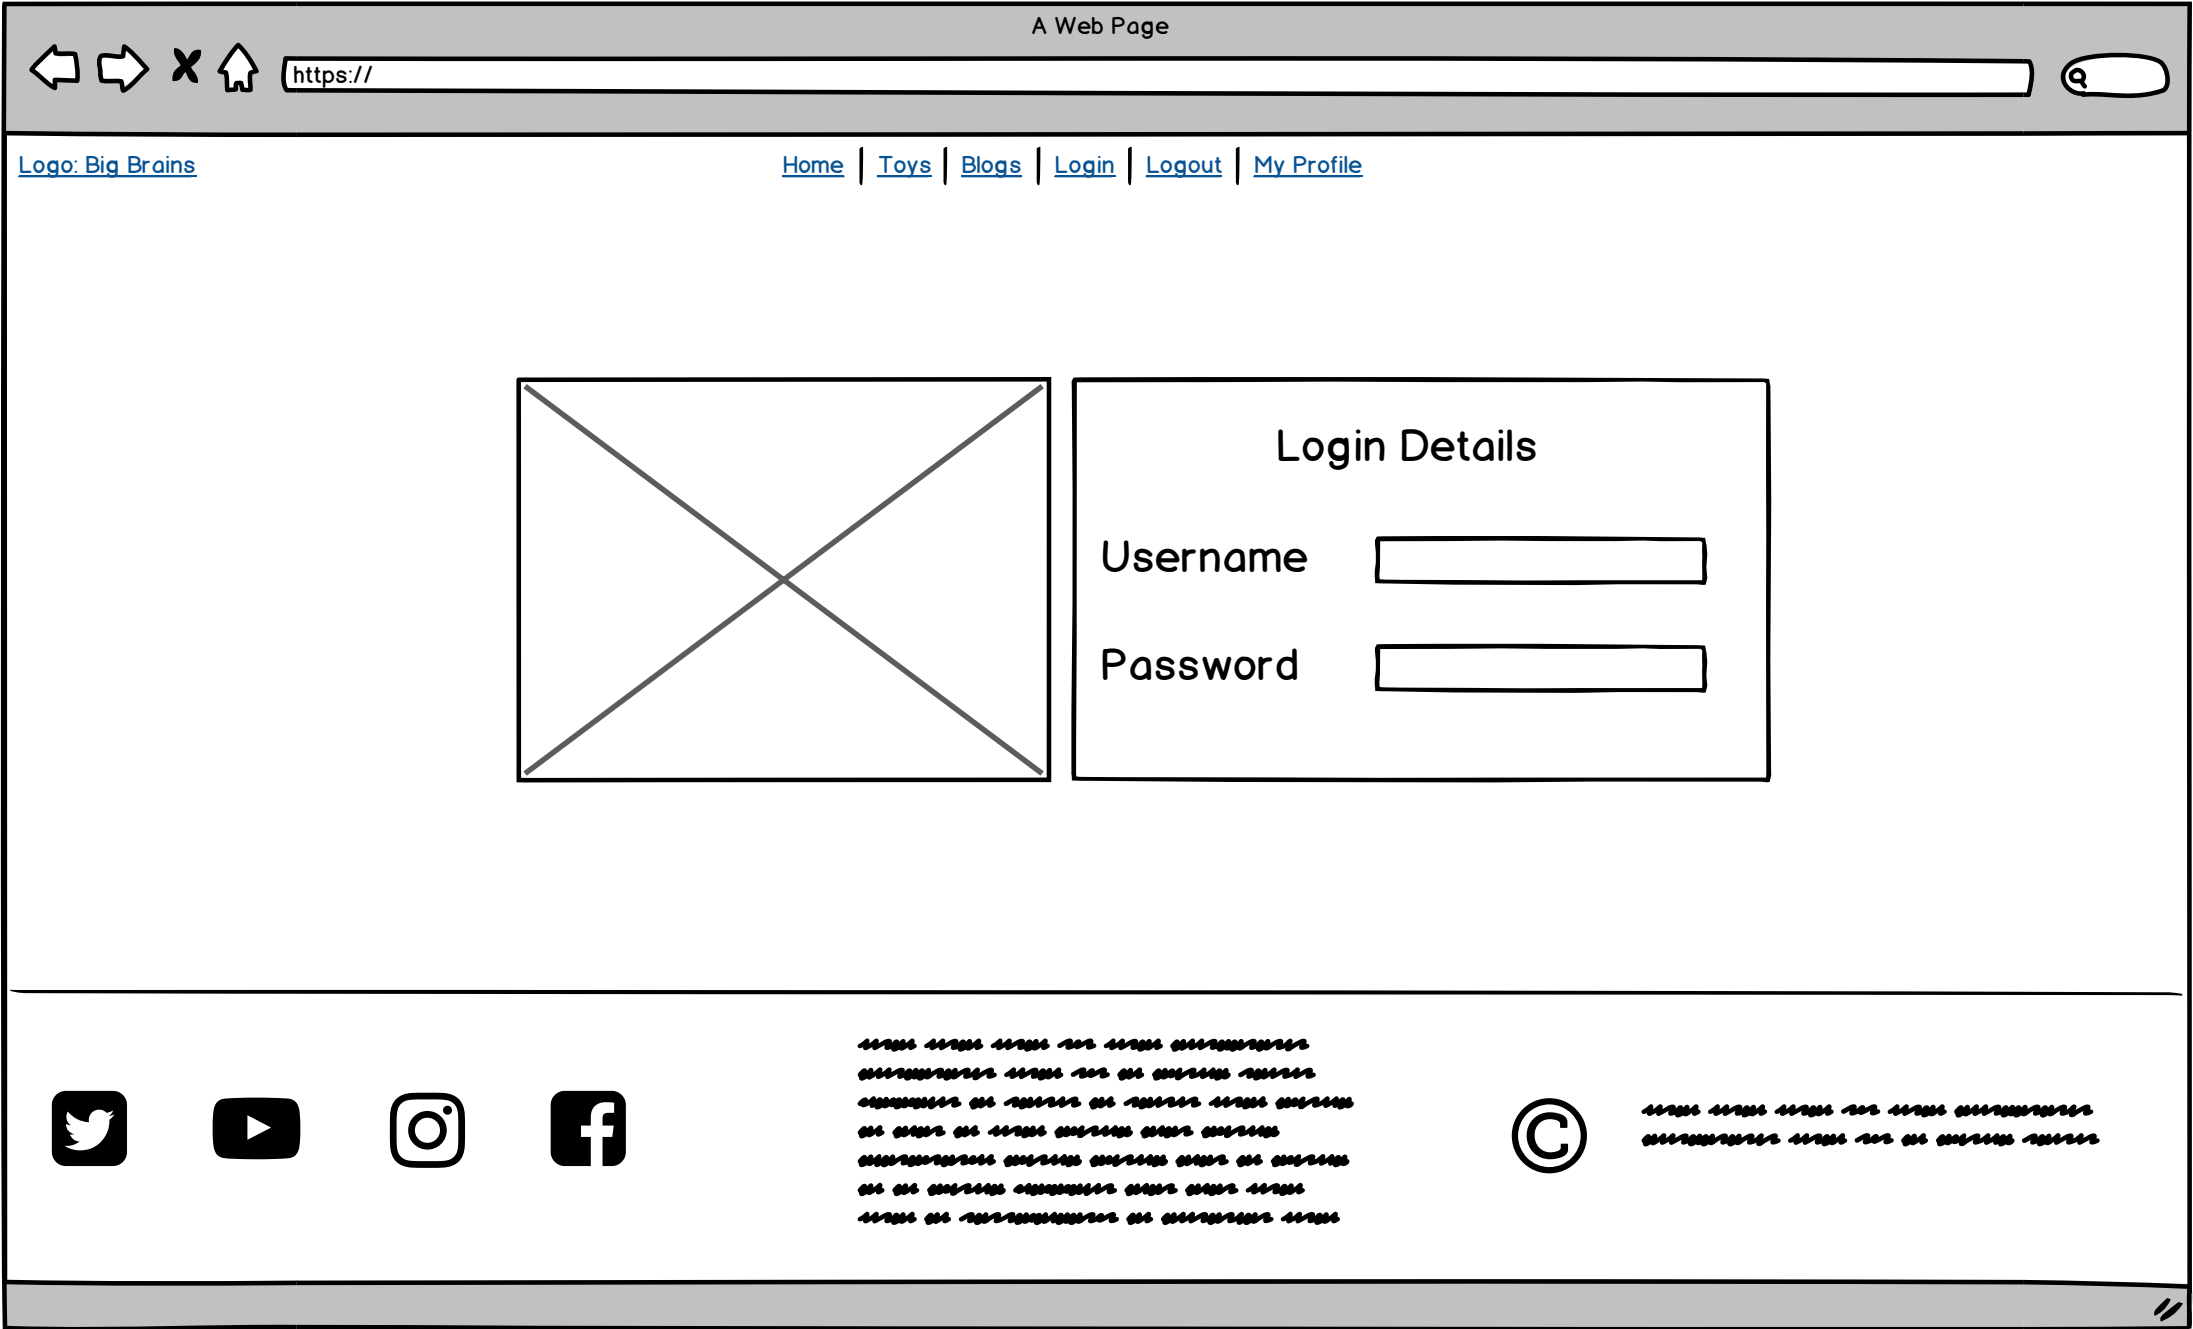 A Web Page
https://
Logo: Big Brains
Home | Toys | Blogs | Login | Logout | My Profile
Login Details
Username
Password
©